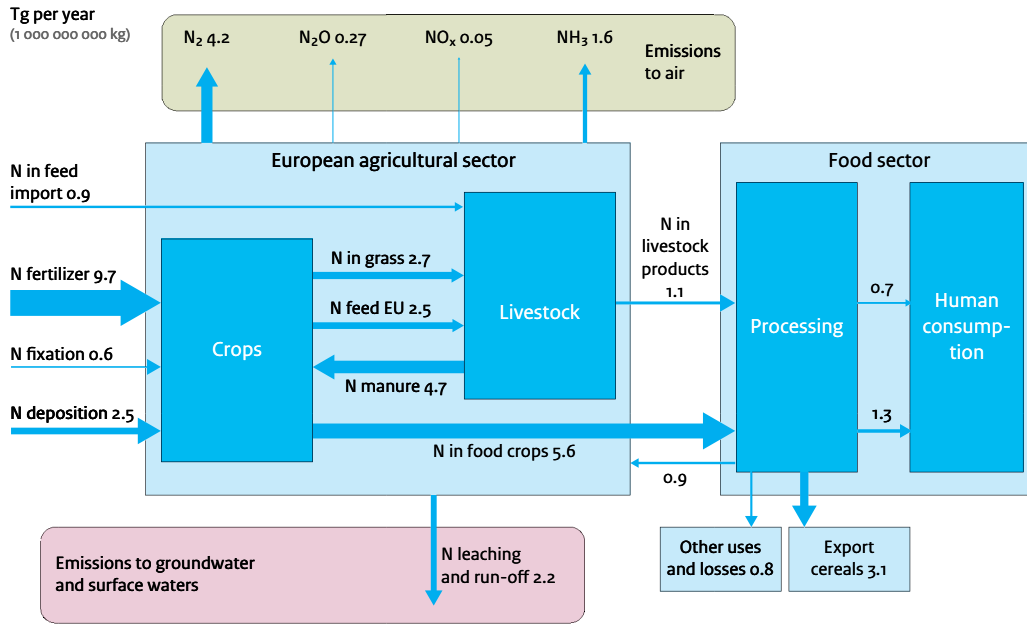 Tg per year
(1 000 000 000 kg)
N₂ 4.2
N₂O 0.27
NOₓ 0.05
NH₃ 1.6
Emissions
to air
European agricultural sector
Food sector
N in feed
import 0.9
N fertilizer 9.7
N fixation 0.6
N deposition 2.5
Crops
N in grass 2.7
N feed EU 2.5
N manure 4.7
Livestock
N in
livestock
products
1.1
Processing
0.7
1.3
Human
consump-
tion
N in food crops 5.6
0.9
Emissions to groundwater
and surface waters
N leaching
and run-off 2.2
Other uses
and losses 0.8
Export
cereals 3.1